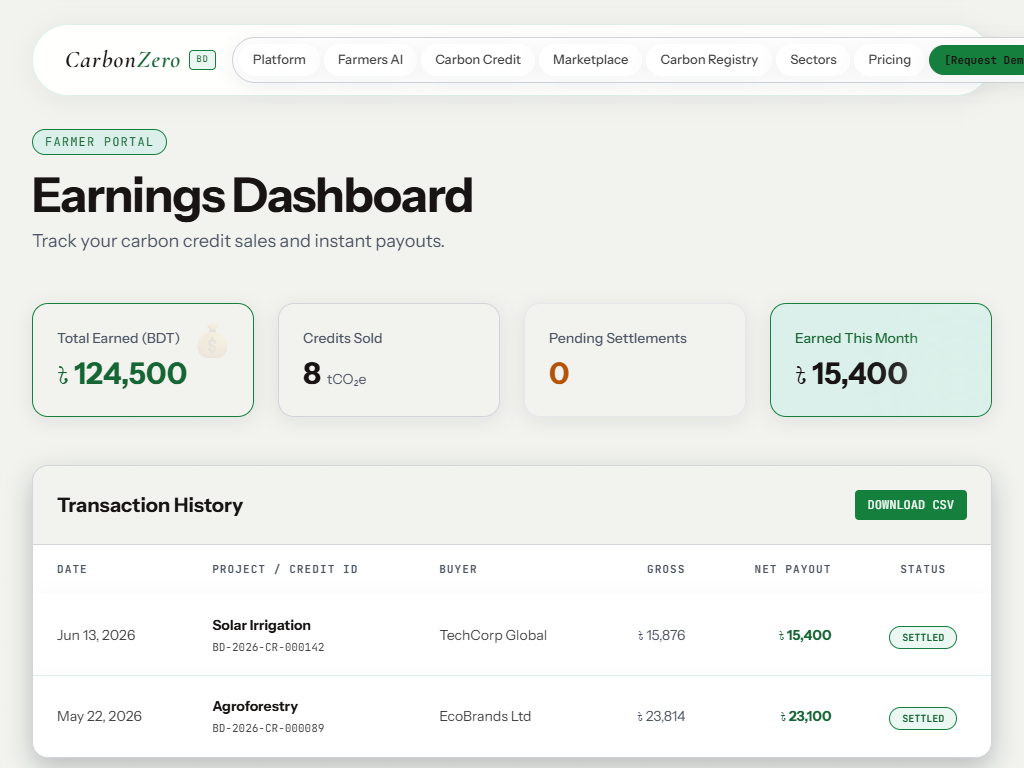 CarbonZero BD Platform Farmers AI Carbon Credit Marketplace Carbon Registry Sectors Pricing [Request Dem
FARMER PORTAL
Earnings Dashboard
Track your carbon credit sales and instant payouts.
Total Earned (BDT) Credits Sold Pending Settlements Earned This Month
৳ 124,500 8 tCO₂e 0 ৳ 15,400
Transaction History DOWNLOAD CSV
DATE PROJECT / CREDIT ID BUYER GROSS NET PAYOUT STATUS
Jun 13, 2026 Solar Irrigation TechCorp Global ৳ 15,876 ৳ 15,400 SETTLED
BD-2026-CR-000142
May 22, 2026 Agroforestry EcoBrands Ltd ৳ 23,814 ৳ 23,100 SETTLED
BD-2026-CR-000089